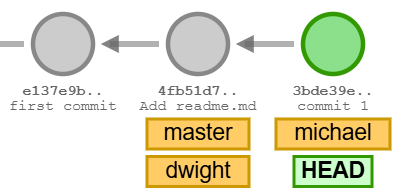 e137e9b..
first commit
4fb51d7..
Add readme.md
master
dwight
3bde39e..
commit 1
michael
HEAD